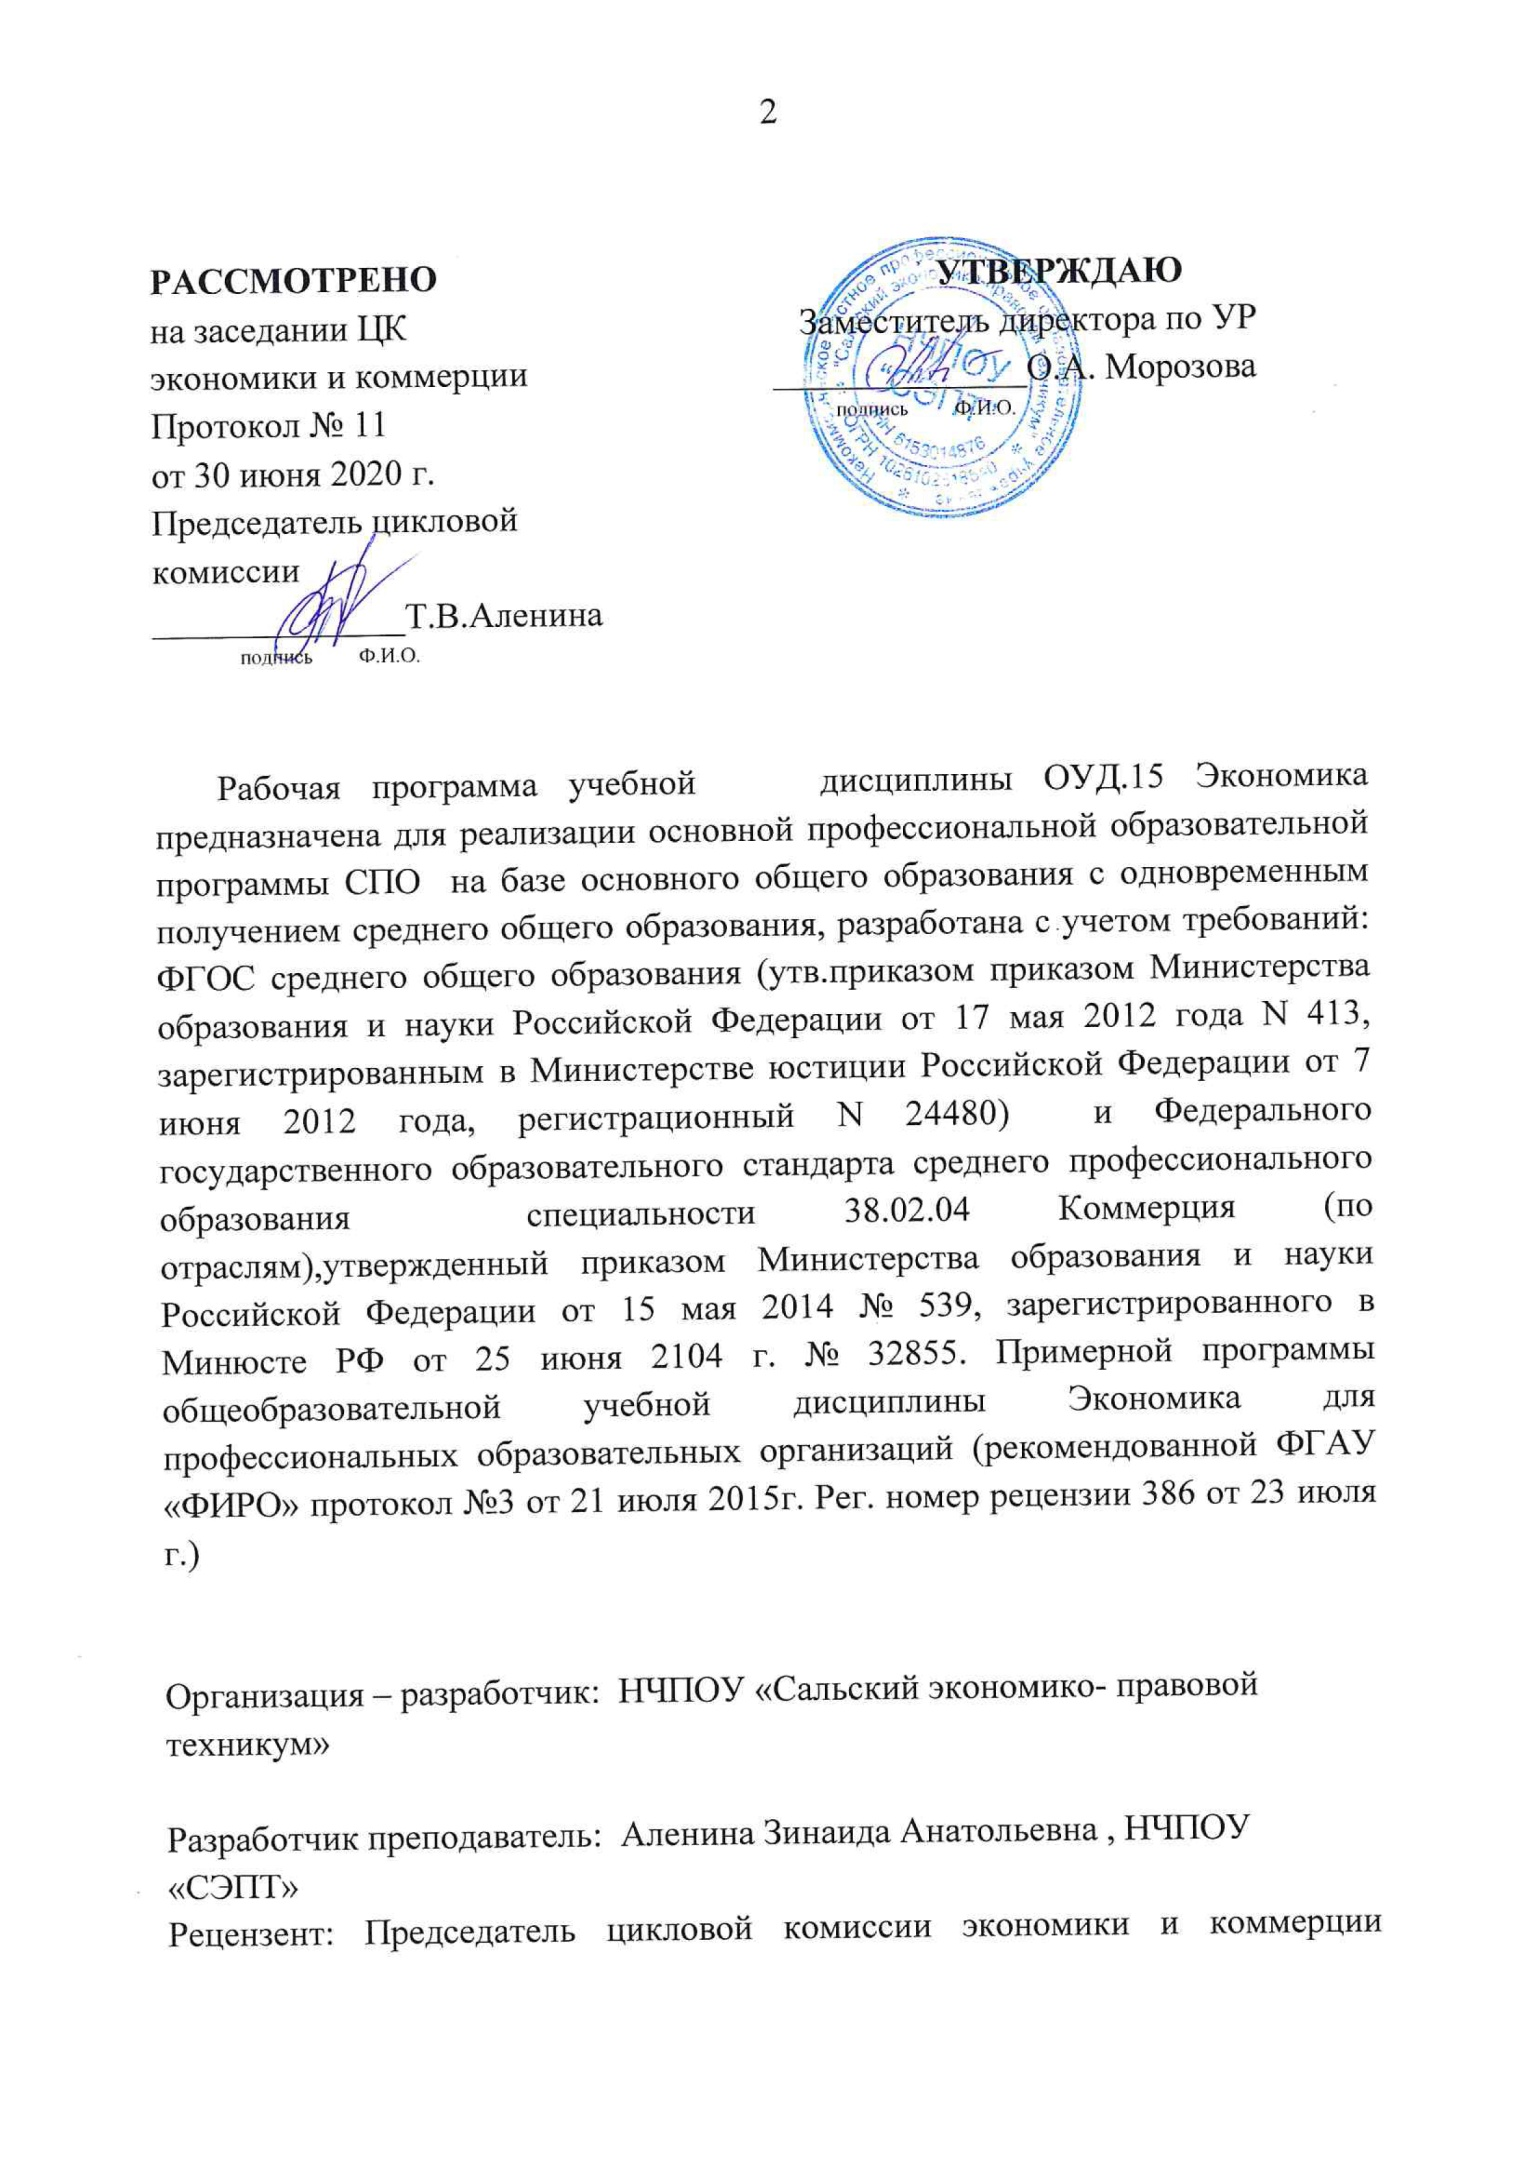 2
РАССМОТРЕНО
на заседании ЦК
экономики и коммерции
Протокол № 11
от 30 июня 2020 г.
Председатель цикловой
комиссии
Т.В.Аленина
подпись Ф.И.О.
УТВЕРЖДАЮ
Заместитель директора по УР
О.А. Морозова
подпись Ф.И.О.
НЧПОУ
"СЭПТ"
ИНН 6153014876
Рабочая программа учебной дисциплины ОУД.15 Экономика
предназначена для реализации основной профессиональной образовательной
программы СПО на базе основного общего образования с одновременным
получением среднего общего образования, разработана с учетом требований:
ФГОС среднего общего образования (утв.приказом приказом Министерства
образования и науки Российской Федерации от 17 мая 2012 года N 413,
зарегистрированным в Министерстве юстиции Российской Федерации от 7
июня 2012 года, регистрационный N 24480) и Федерального
государственного образовательного стандарта среднего профессионального
образования специальности 38.02.04 Коммерция (по
отраслям),утвержденный приказом Министерства образования и науки
Российской Федерации от 15 мая 2014 № 539, зарегистрированного в
Минюсте РФ от 25 июня 2104 г. № 32855. Примерной программы
общеобразовательной учебной дисциплины Экономика для
профессиональных образовательных организаций (рекомендованной ФГАУ
«ФИРО» протокол №3 от 21 июля 2015г. Рег. номер рецензии 386 от 23 июля
г.)
Организация – разработчик: НЧПОУ «Сальский экономико- правовой
техникум»
Разработчик преподаватель: Аленина Зинаида Анатольевна , НЧПОУ
«СЭПТ»
Рецензент: Председатель цикловой комиссии экономики и коммерции